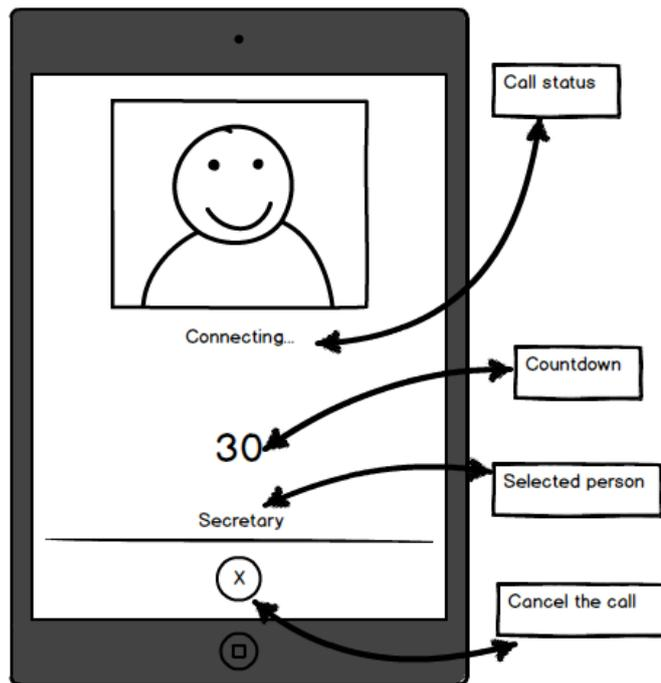 Call status
Connecting...
Countdown
30
Selected person
Secretary
X
Cancel the call